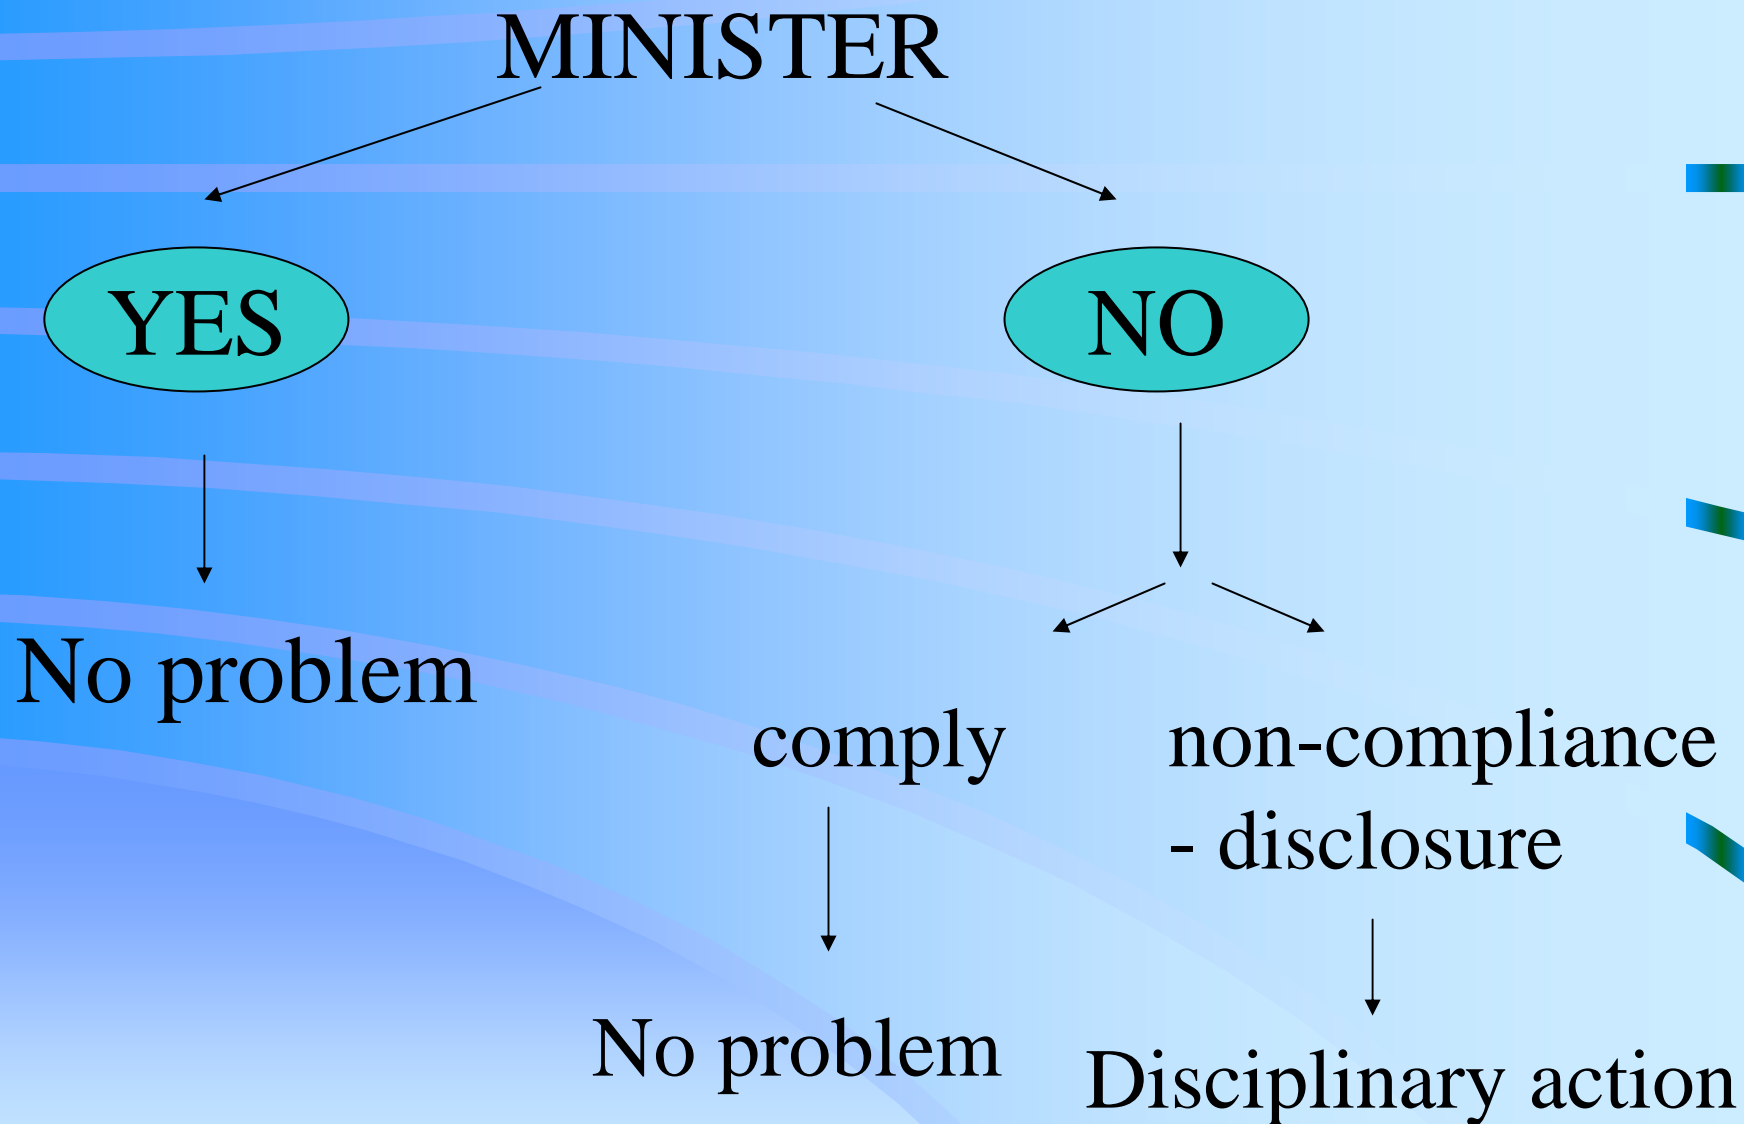 MINISTER
YES
NO
No problem
comply
non-compliance
- disclosure
No problem
Disciplinary action